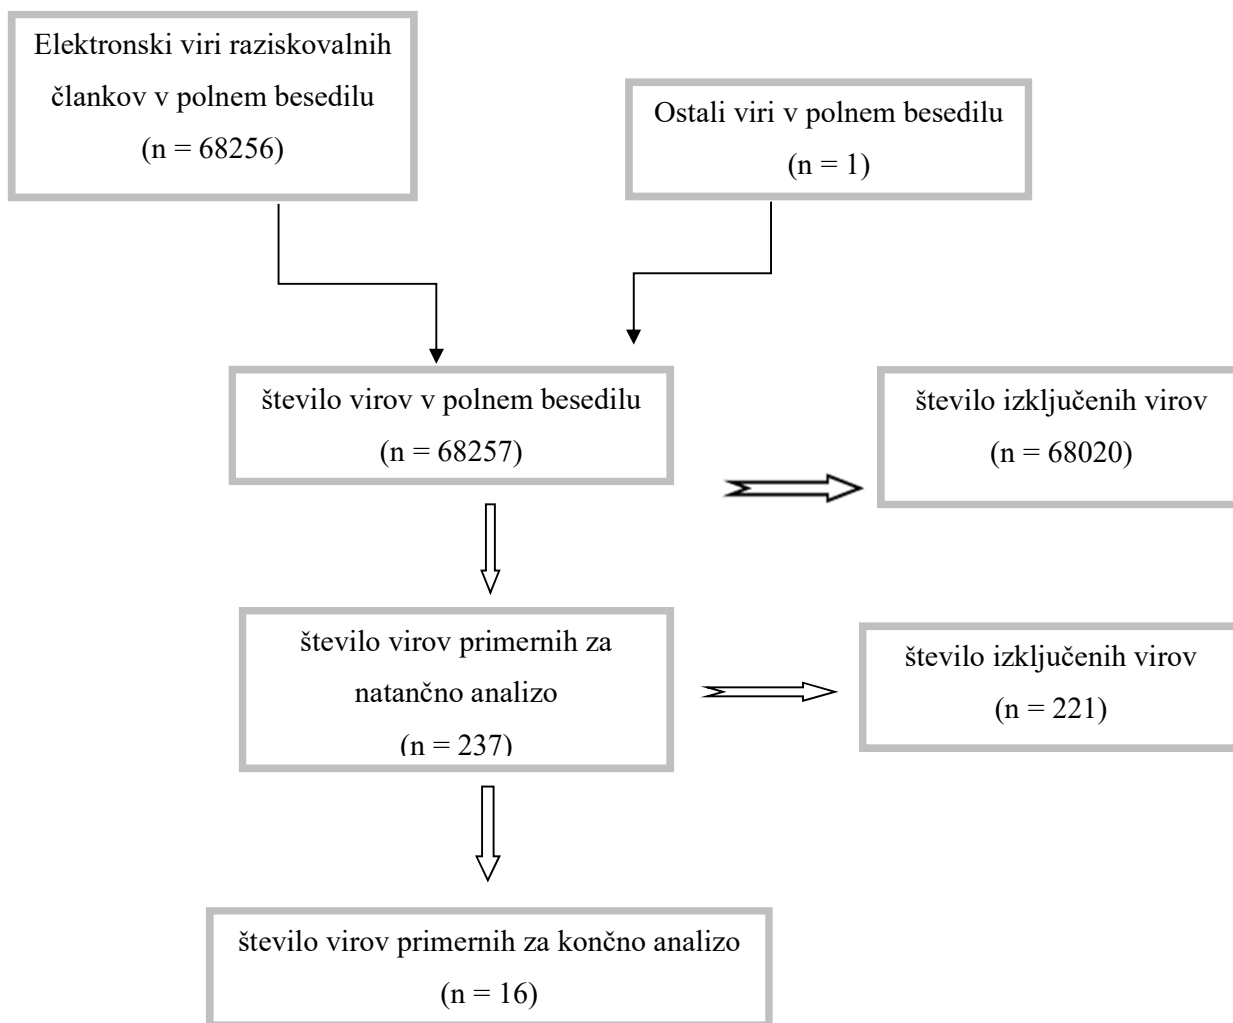 Elektronski viri raziskovalnih
člankov v polnem besedilu
(n = 68256)
Ostali viri v polnem besedilu
(n = 1)
število virov v polnem besedilu
(n = 68257)
število izključenih virov
(n = 68020)
število virov primernih za
natančno analizo
(n = 237)
število izključenih virov
(n = 221)
število virov primernih za končno analizo
(n = 16)